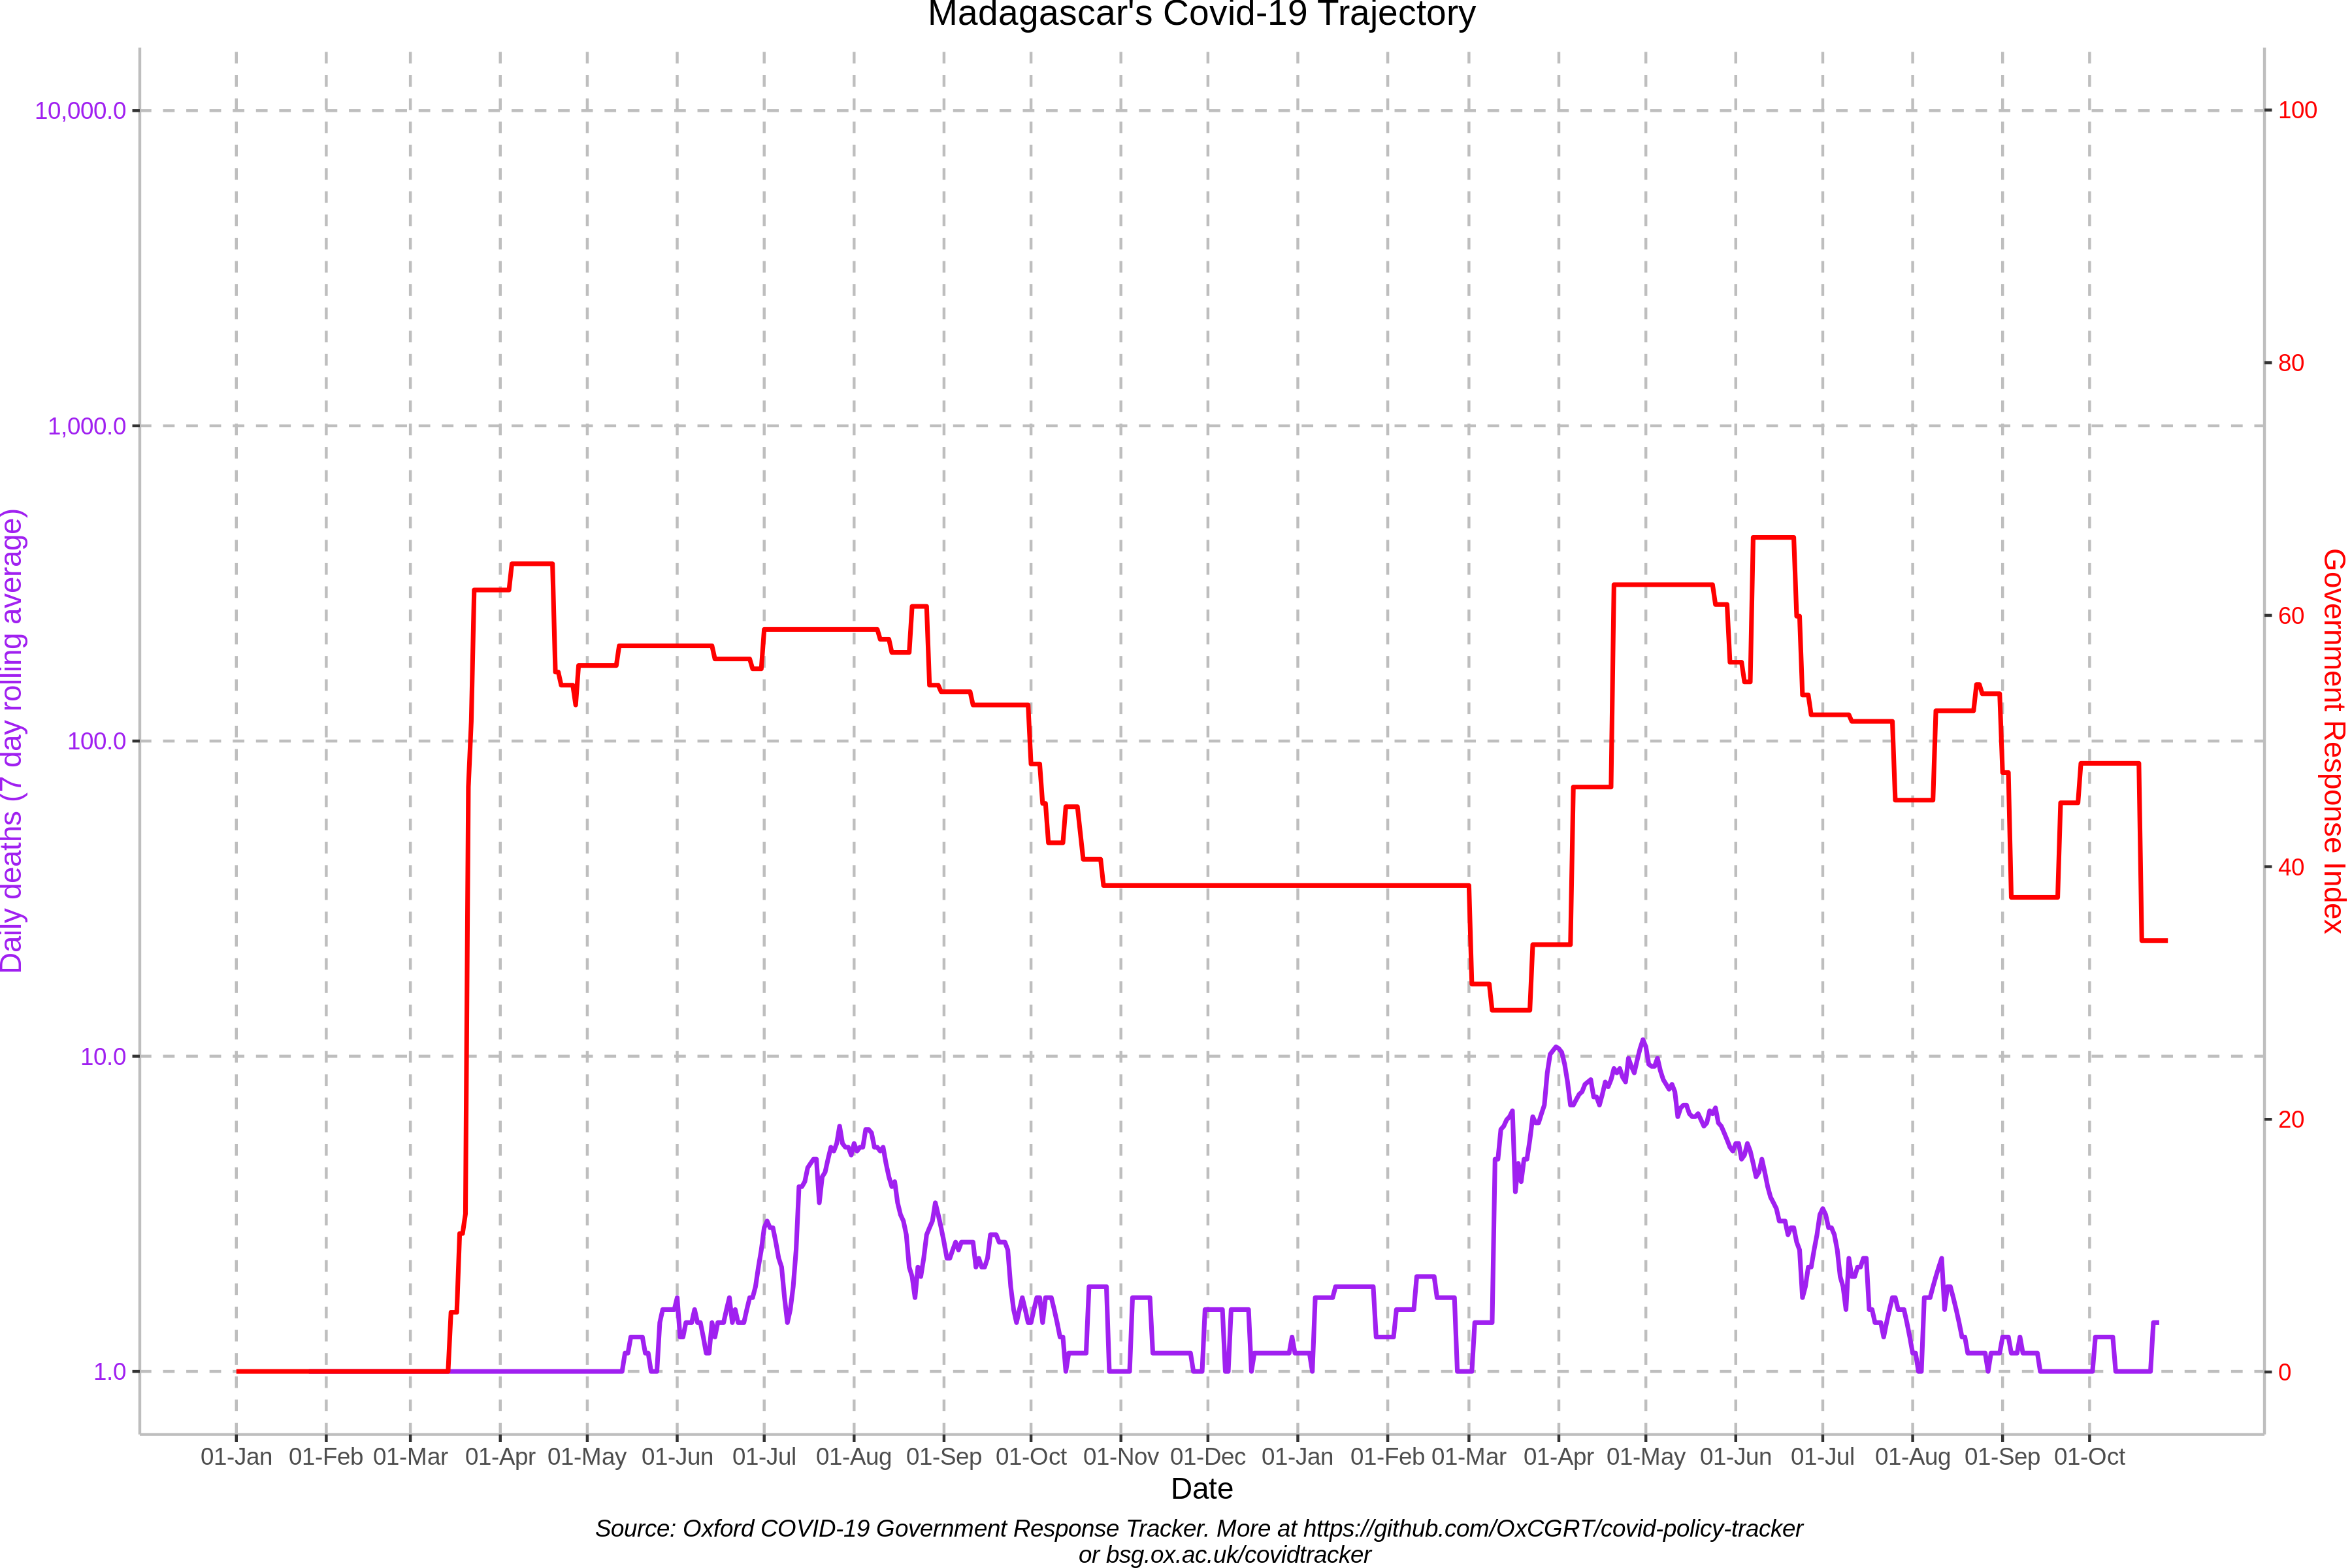 Madagascar's Covid-19 Trajectory
10,000.0
1,000.0
100.0
10.0
1.0
Daily deaths (7 day rolling average)
100
80
60
40
20
0
Government Response Index
01-Jan 01-Feb 01-Mar 01-Apr 01-May 01-Jun 01-Jul 01-Aug 01-Sep 01-Oct 01-Nov 01-Dec 01-Jan 01-Feb 01-Mar 01-Apr 01-May 01-Jun 01-Jul 01-Aug 01-Sep 01-Oct
Date
Source: Oxford COVID-19 Government Response Tracker. More at https://github.com/OxCGRT/covid-policy-tracker
or bsg.ox.ac.uk/covidtracker